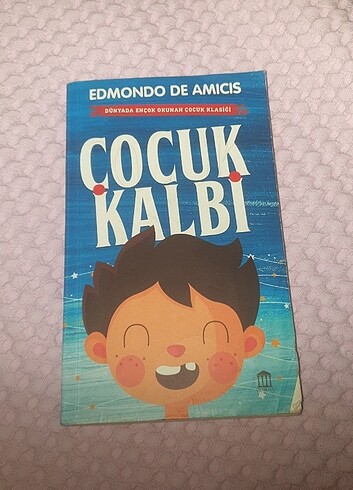 EDMONDO DE AMICIS
DÜNYADA ENÇOK OKUNAN ÇOCUK KLASİĞİ
ÇOCUK
KALBİ